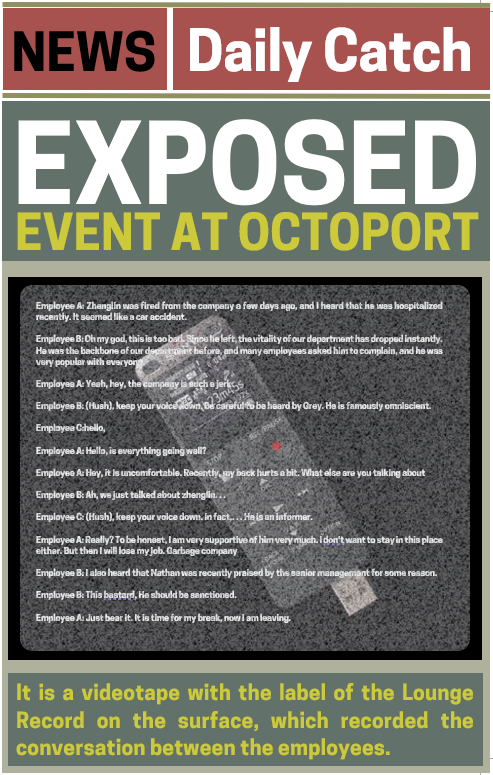 NEWS Daily Catch
EXPOSED
EVENT AT OCTOPORT
Employee A: Zhanglin was fired from the company a few days ago, and I heard that he was hospitalized
recently. It seemed like a car accident.
Employee B: Oh my god, this is too bad. Since he left, the vitality of our department has dropped instantly.
He was the backbone of our department before, and many employees asked him to complain, and he was
very popular with everyone
Employee A: Yeah, hey, the company is such a jerk.
Employee B: (Hush), keep your voice down, Be careful to be heard by Grey. He is famously omniscient.
Employee C:hello,
Employee A: Hello, is everything going well?
Employee A: Hey, it is uncomfortable. Recently, my back hurts a bit. What else are you talking about
Employee B: Ah, we just talked about zhenglin...
Employee C: (Hush), keep your voice down. in fact,... He is an informer.
Employee A: Really? To be honest, I am very supportive of him very much. i don't want to stay in this place
either. But then I will lose my job. Garbage company
Employee B: I also heard that Nathan was recently praised by the senior management for some reason.
Employee B: This bastard, He should be sanctioned.
Employee A: Just bear it. It is time for my break, now I am leaving.
It is a videotape with the label of the Lounge
Record on the surface, which recorded the
conversation between the employees.